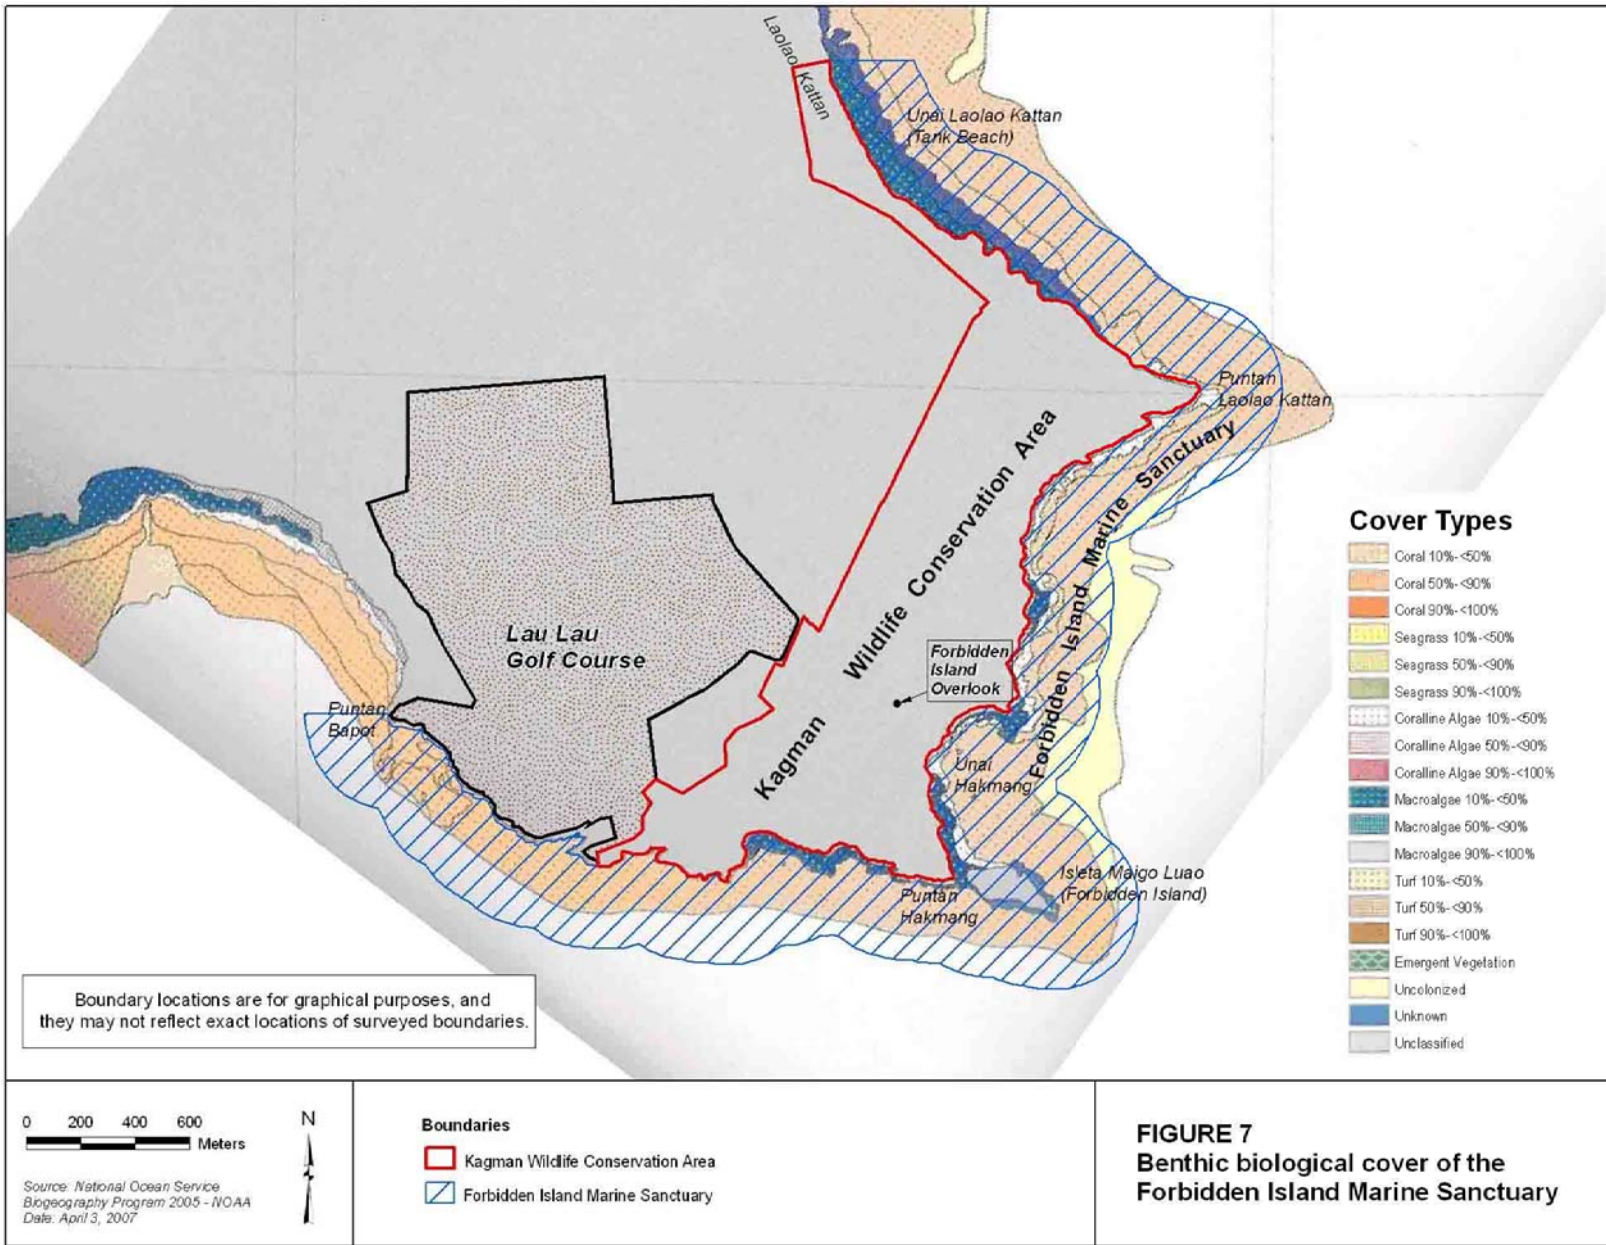 Laolao Kattan
Unai Laolao Kattan
(Tank Beach)
Puntan
Laolao Kattan
Forbidden Island Marine Sanctuary
Kagman Wildlife Conservation Area
Lau Lau
Golf Course
Forbidden
Island
Overlook
Puntan
Bapot
Unai
Hakmang
Isleta Maigo Luao
(Forbidden Island)
Puntan
Hakmang
Cover Types
Coral 10%-<50%
Coral 50%-<90%
Coral 90%-<100%
Seagrass 10%-<50%
Seagrass 50%-<90%
Seagrass 90%-<100%
Coralline Algae 10%-<50%
Coralline Algae 50%-<90%
Coralline Algae 90%-<100%
Macroalgae 10%-<50%
Macroalgae 50%-<90%
Macroalgae 90%-<100%
Turf 10%-<50%
Turf 50%-<90%
Turf 90%-<100%
Emergent Vegetation
Uncolonized
Unknown
Unclassified
Boundary locations are for graphical purposes, and
they may not reflect exact locations of surveyed boundaries.
0 200 400 600
Meters
Source: National Ocean Service
Biogeography Program 2005 - NOAA
Date: April 3, 2007
N
Boundaries
Kagman Wildlife Conservation Area
Forbidden Island Marine Sanctuary
FIGURE 7
Benthic biological cover of the
Forbidden Island Marine Sanctuary